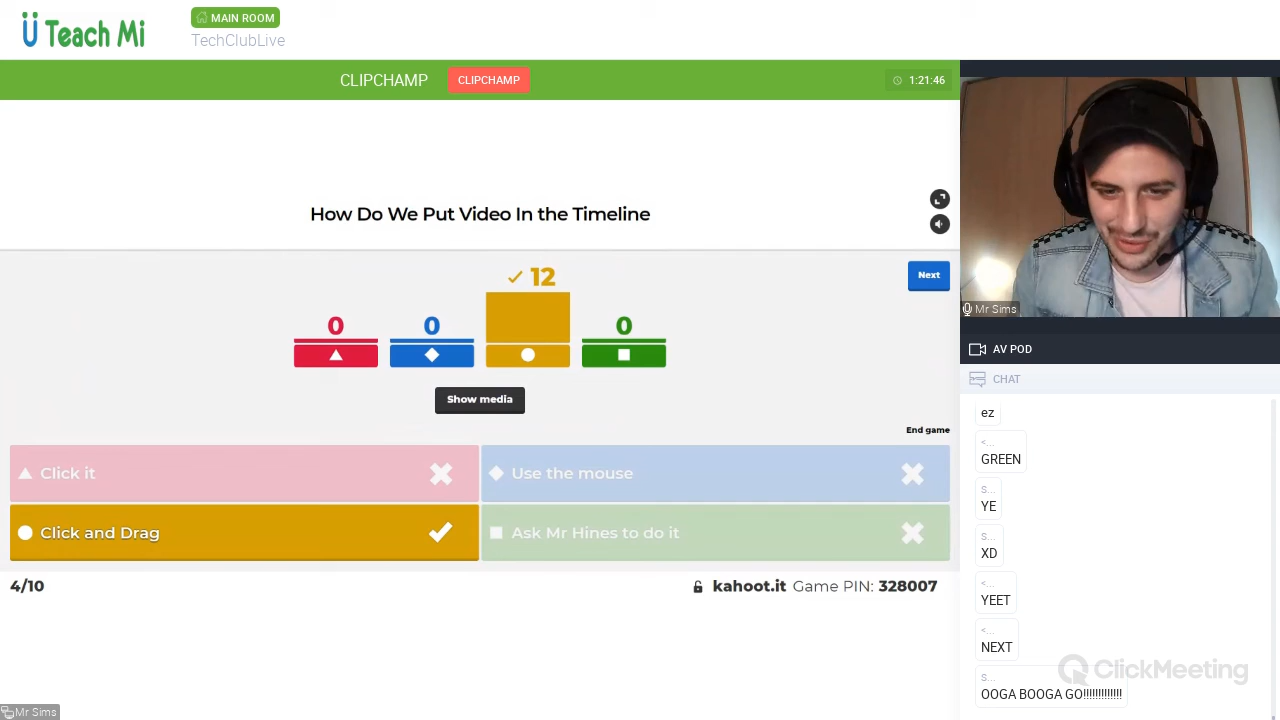 Ü Teach Mi
MAIN ROOM
TechClubLive
CLIPCHAMP
CLIPCHAMP
1:21:46
How Do We Put Video In the Timeline
0
0
12
0
Next
Show media
End game
Click it
Use the mouse
Click and Drag
Ask Mr Hines to do it
4/10
kahoot.it Game PIN: 328007
Mr Sims
Mr Sims
AV POD
CHAT
ez
<...
GREEN
S...
YE
S...
XD
<...
YEET
<...
NEXT
S...
OOGA BOOGA GO!!!!!!!!!!!!!
ClickMeeting